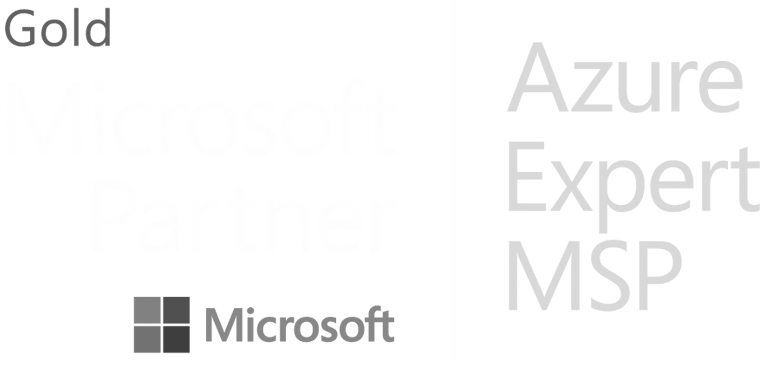 Gold
Microsoft
Partner
Microsoft
Azure
Expert
MSP